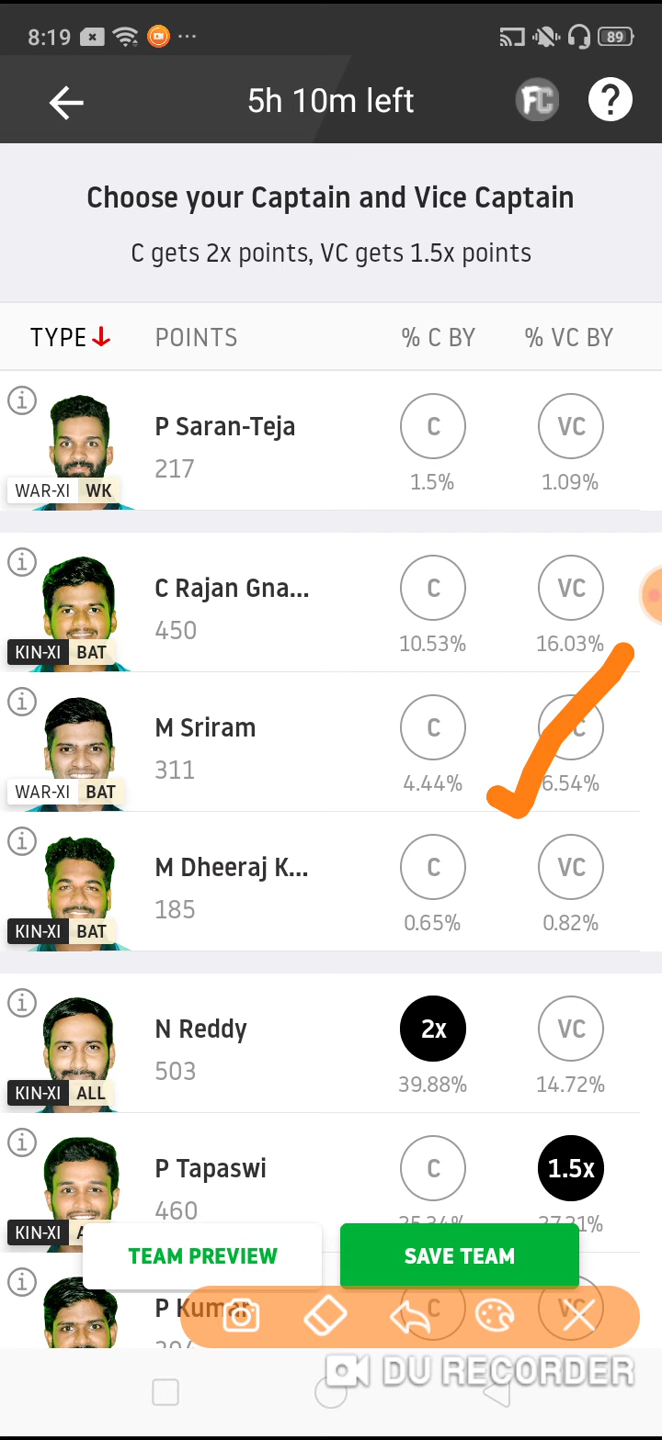 8:19 ··· 89
5h 10m left FC ?
Choose your Captain and Vice Captain
C gets 2x points, VC gets 1.5x points
TYPE POINTS % C BY % VC BY
P Saran-Teja C VC
217 1.5% 1.09%
WAR-XI WK
C Rajan Gna... C VC
450 10.53% 16.03%
KIN-XI BAT
M Sriram C
311 4.44% 6.54%
WAR-XI BAT
M Dheeraj K... C VC
185 0.65% 0.82%
KIN-XI BAT
N Reddy 2x VC
503 39.88% 14.72%
KIN-XI ALL
P Tapaswi C 1.5x
460
KIN-XI
TEAM PREVIEW SAVE TEAM
P Kumar C VC
DU RECORDER